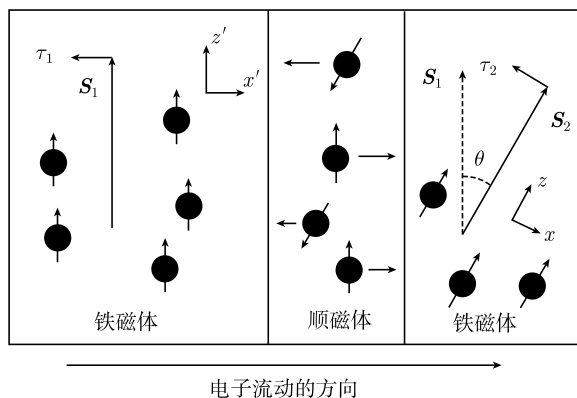 τ₁ S₁ z′ x′
S₁ τ₂ S₂
θ
z
x
铁磁体 顺磁体 铁磁体
电子流动的方向